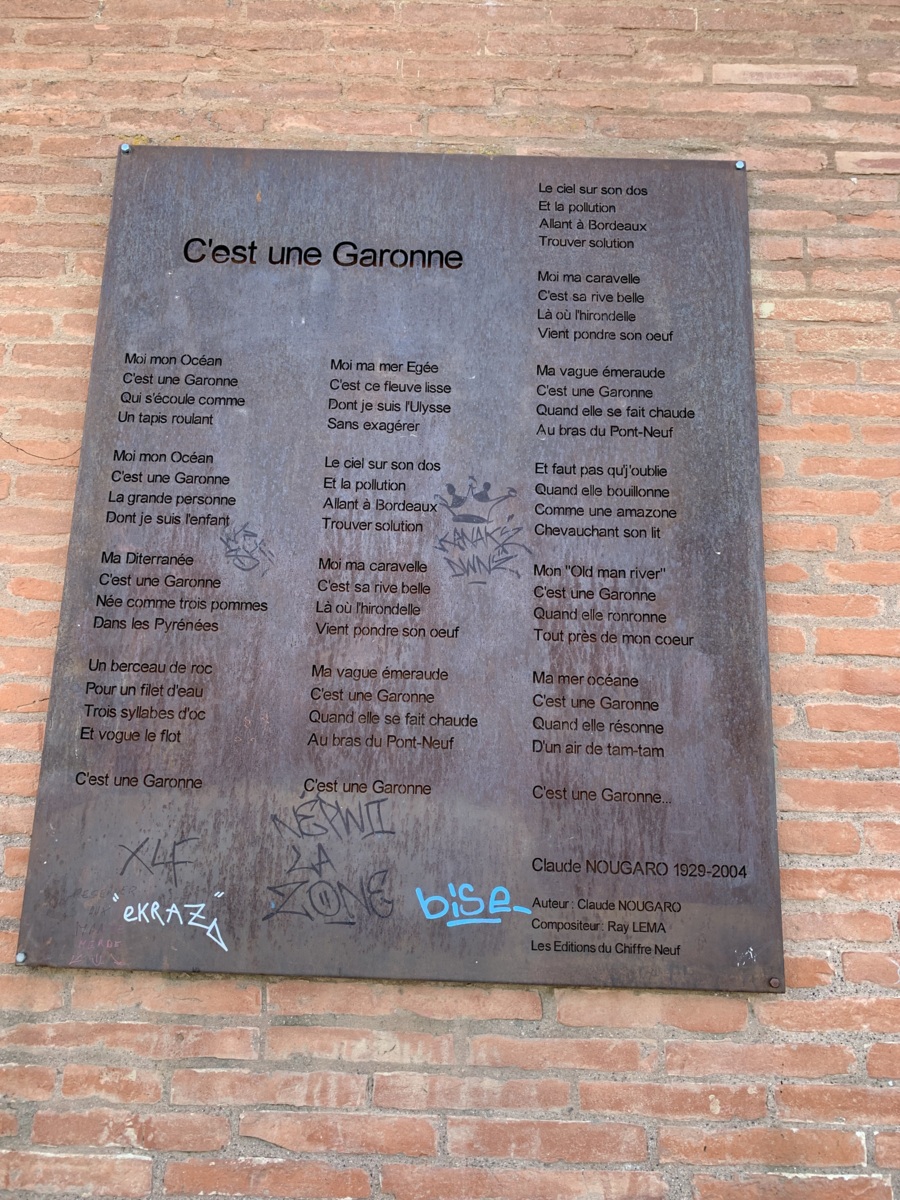 C'est une Garonne
Moi mon Océan
C'est une Garonne
Qui s'écoule comme
Un tapis roulant
Moi mon Océan
C'est une Garonne
La grande personne
Dont je suis l'enfant
Ma Diterranée
C'est une Garonne
Née comme trois pommes
Dans les Pyrénées
Un berceau de roc
Pour un filet d'eau
Trois syllabes d'oc
Et vogue le flot
C'est une Garonne
Moi ma mer Egée
C'est ce fleuve lisse
Dont je suis l'Ulysse
Sans exagérer
Le ciel sur son dos
Et la pollution
Allant à Bordeaux
Trouver solution
Moi ma caravelle
C'est sa rive belle
Là où l'hirondelle
Vient pondre son oeuf
Ma vague émeraude
C'est une Garonne
Quand elle se fait chaude
Au bras du Pont-Neuf
C'est une Garonne
Le ciel sur son dos
Et la pollution
Allant à Bordeaux
Trouver solution
Moi ma caravelle
C'est sa rive belle
Là où l'hirondelle
Vient pondre son oeuf
Ma vague émeraude
C'est une Garonne
Quand elle se fait chaude
Au bras du Pont-Neuf
Et faut pas qu'j'oublie
Quand elle bouillonne
Comme une amazone
Chevauchant son lit
Mon "Old man river"
C'est une Garonne
Quand elle ronronne
Tout près de mon coeur
Ma mer océane
C'est une Garonne
Quand elle résonne
D'un air de tam-tam
C'est une Garonne...
Claude NOUGARO 1929-2004
Auteur : Claude NOUGARO
Compositeur : Ray LEMA
Les Editions du Chiffre Neuf
XLF
"eKRAZ"
LA
ZONE
bise